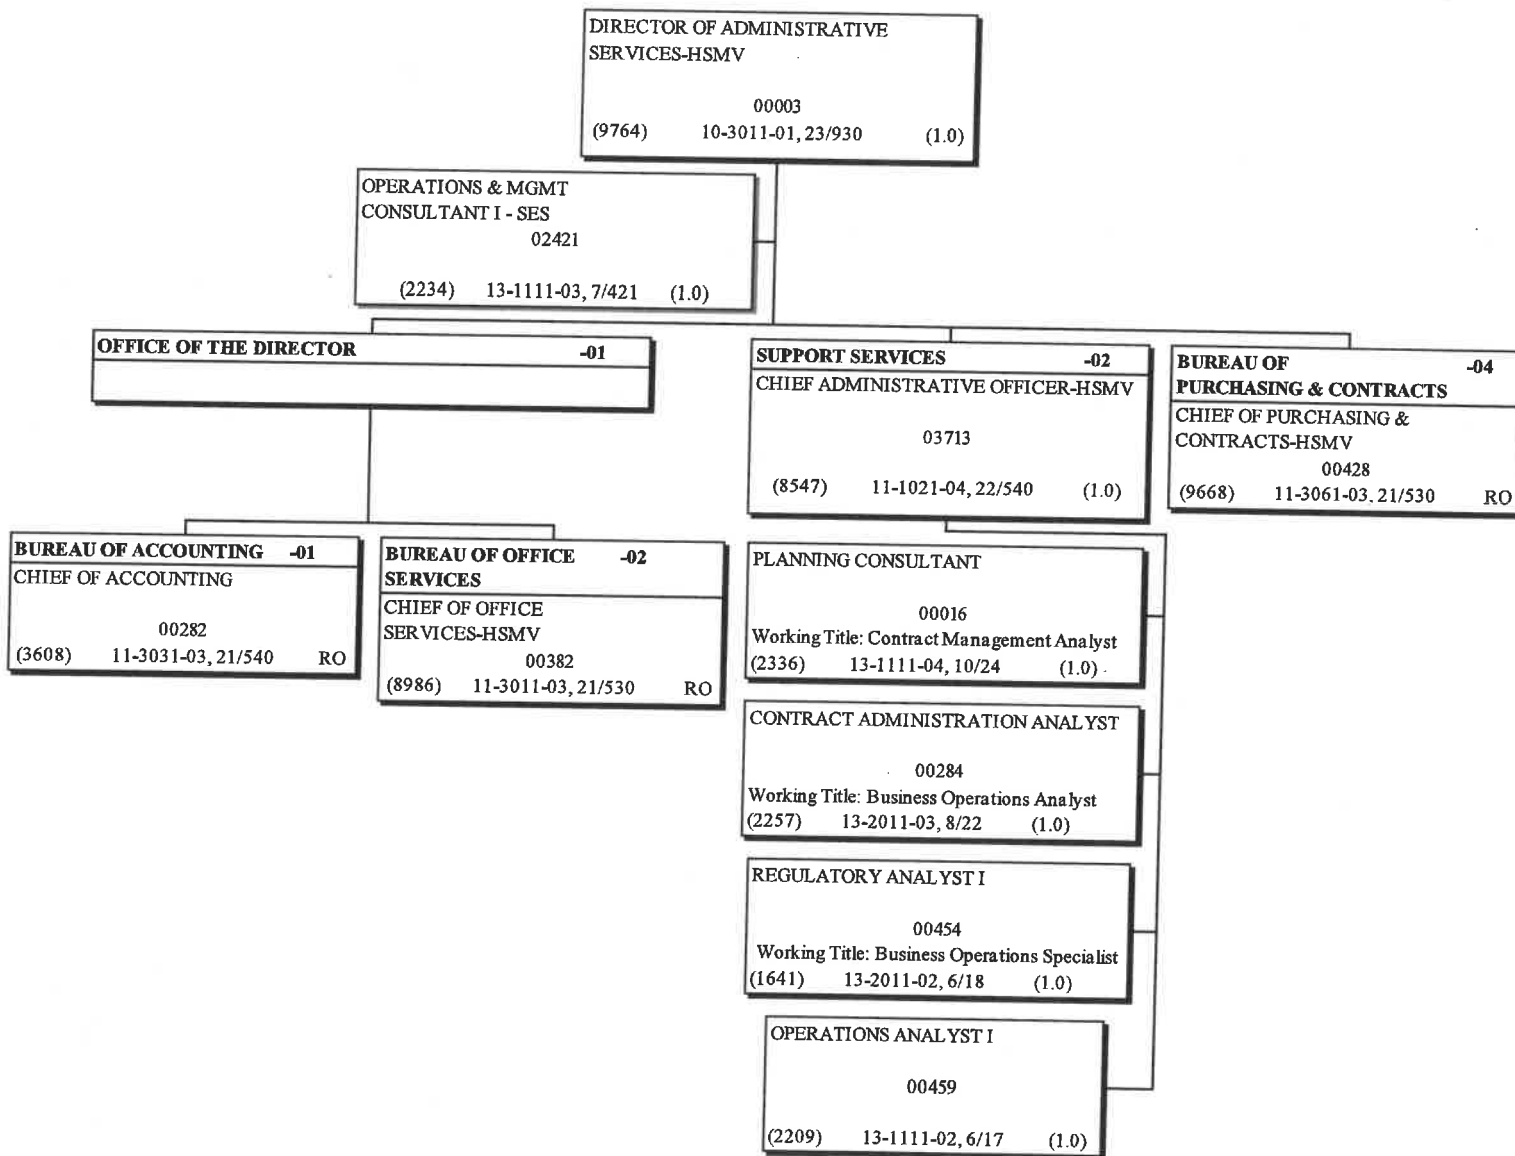 DIRECTOR OF ADMINISTRATIVE
SERVICES-HSMV
00003
(9764) 10-3011-01, 23/930 (1.0)
OPERATIONS & MGMT
CONSULTANT I - SES
02421
(2234) 13-1111-03, 7/421 (1.0)
OFFICE OF THE DIRECTOR -01
SUPPORT SERVICES -02
CHIEF ADMINISTRATIVE OFFICER-HSMV
03713
(8547) 11-1021-04, 22/540 (1.0)
BUREAU OF -04
PURCHASING & CONTRACTS
CHIEF OF PURCHASING &
CONTRACTS-HSMV
00428
(9668) 11-3061-03, 21/530 RO
BUREAU OF ACCOUNTING -01
CHIEF OF ACCOUNTING
00282
(3608) 11-3031-03, 21/540 RO
BUREAU OF OFFICE -02
SERVICES
CHIEF OF OFFICE
SERVICES-HSMV
00382
(8986) 11-3011-03, 21/530 RO
PLANNING CONSULTANT
00016
Working Title: Contract Management Analyst
(2336) 13-1111-04, 10/24 (1.0)
CONTRACT ADMINISTRATION ANALYST
00284
Working Title: Business Operations Analyst
(2257) 13-2011-03, 8/22 (1.0)
REGULATORY ANALYST I
00454
Working Title: Business Operations Specialist
(1641) 13-2011-02, 6/18 (1.0)
OPERATIONS ANALYST I
00459
(2209) 13-1111-02, 6/17 (1.0)